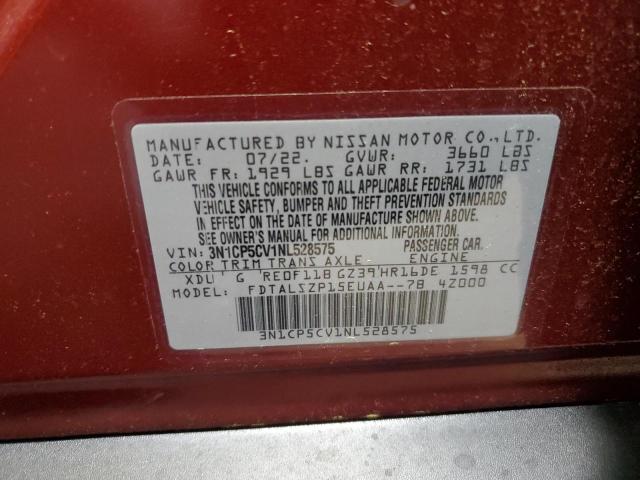 MANUFACTURED BY NISSAN MOTOR CO., LTD.
DATE: 07/22. GVWR: 3660 LBS
GAWR FR: 1929 LBS GAWR RR: 1731 LBS
THIS VEHICLE CONFORMS TO ALL APPLICABLE FEDERAL MOTOR
VEHICLE SAFETY, BUMPER AND THEFT PREVENTION STANDARDS
IN EFFECT ON THE DATE OF MANUFACTURE SHOWN ABOVE.
SEE OWNER'S MANUAL FOR ADDITIONAL INFORMATION.
VIN: 3N1CP5CV1NL528575 PASSENGER CAR.
COLOR TRIM TRANS AXLE ENGINE
XDU G RE0F11B GZ39 HR16DE 1598 CC
MODEL: FDTALSZP15EUAA--7B 4Z000
3N1CP5CV1NL528575